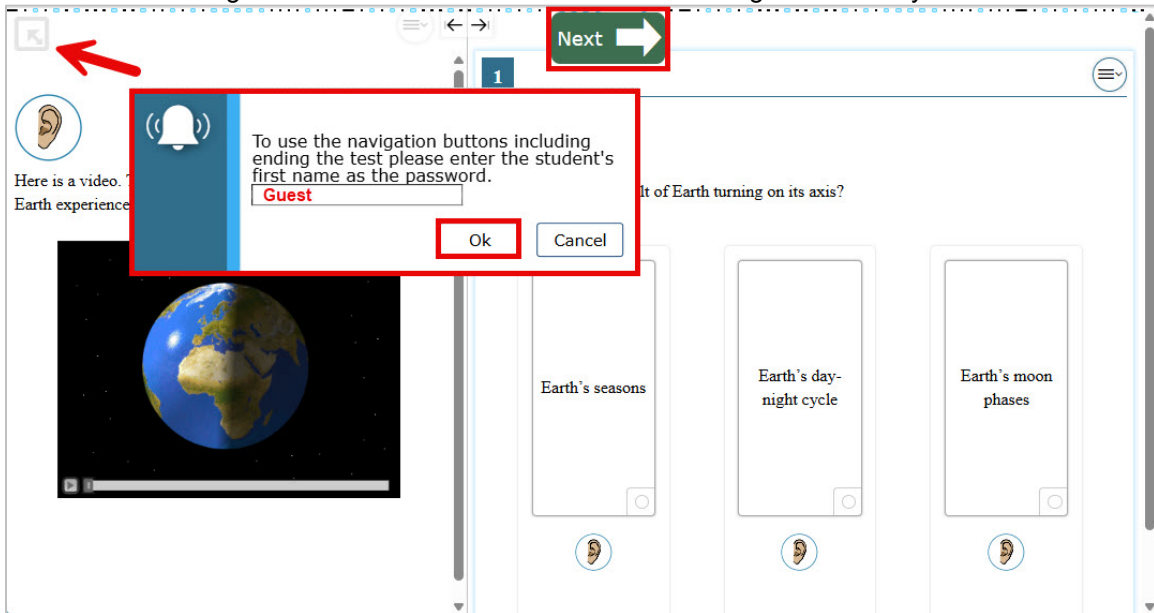 Next
1
To use the navigation buttons including
ending the test please enter the student's
first name as the password.
Guest
Ok Cancel
Here is a video.
Earth experience
lt of Earth turning on its axis?
Earth's seasons
Earth's day-
night cycle
Earth's moon
phases